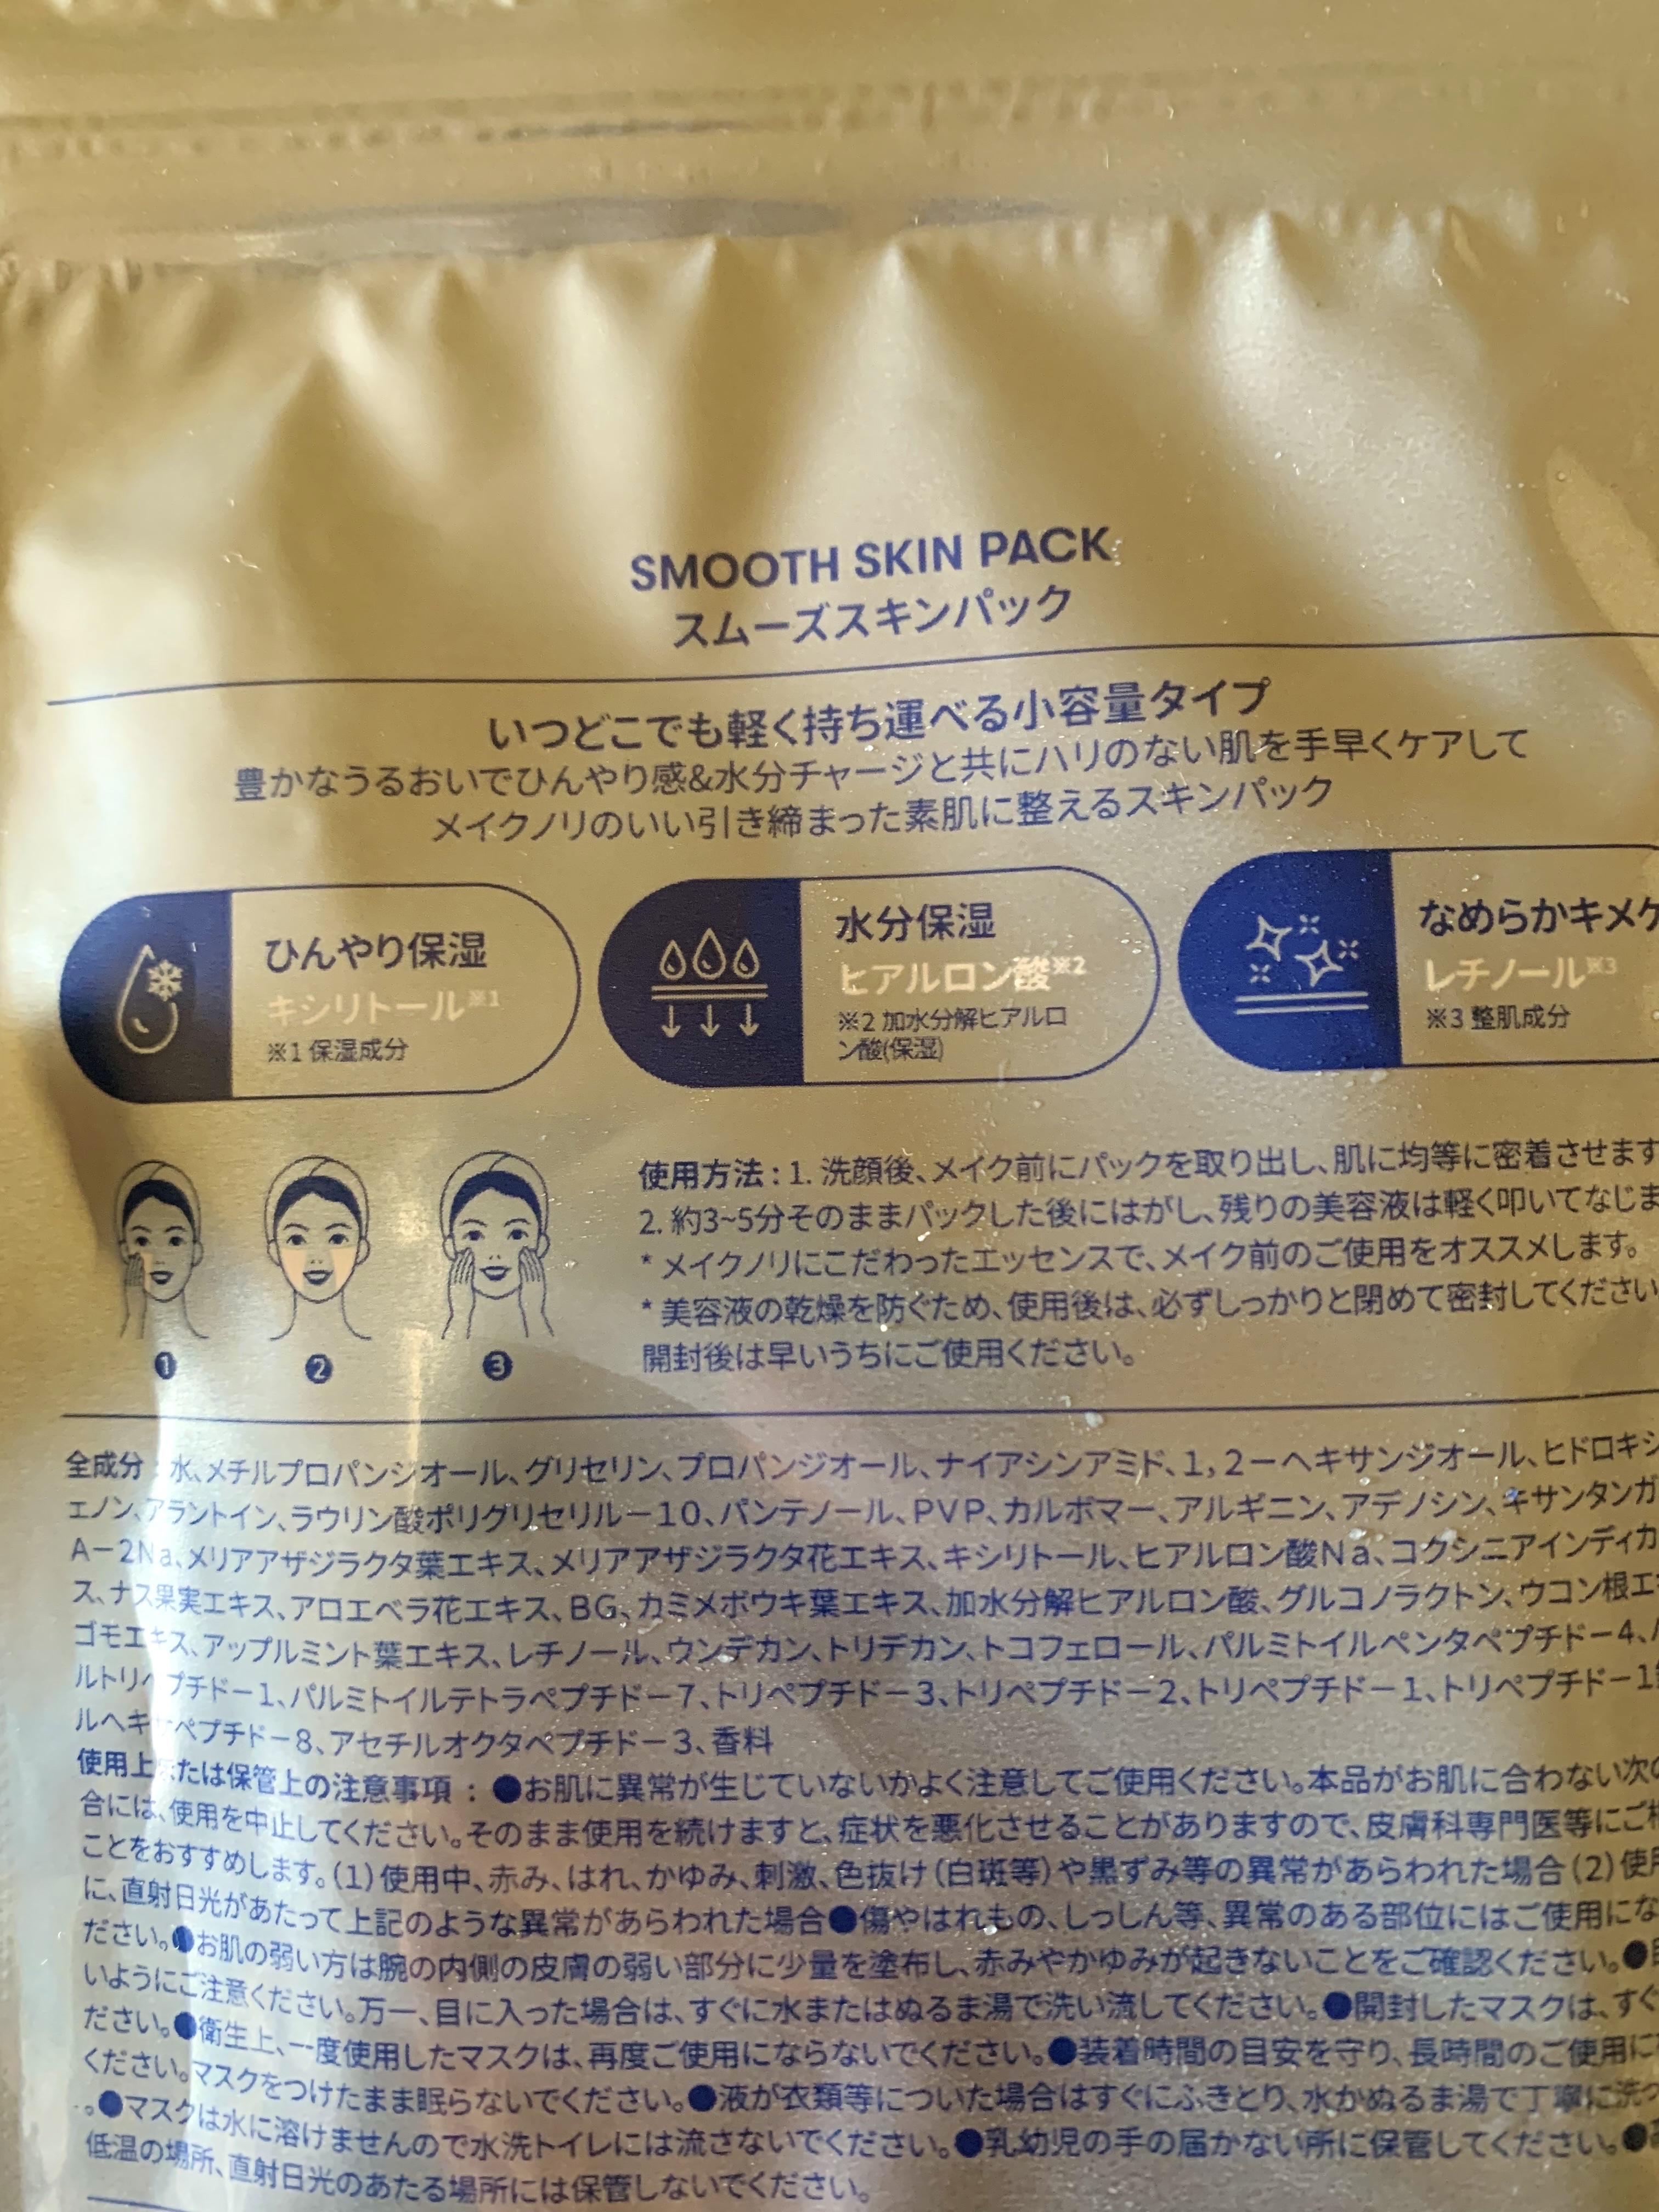 SMOOTH SKIN PACK
スムーズスキンパック
いつどこでも軽く持ち運べる小容量タイプ
豊かなうるおいでひんやり感&水分チャージと共にハリのない肌を手早くケアして
メイクノリのいい引き締まった素肌に整えるスキンパック
ひんやり保湿
キシリトール※1
※1 保湿成分
水分保湿
ヒアルロン酸※2
※2 加水分解ヒアルロ
ン酸(保湿)
なめらかキメケ
レチノール※3
※3 整肌成分
1
2
3
使用方法：1. 洗顔後、メイク前にパックを取り出し、肌に均等に密着させます
2. 約3~5分そのままパックした後にはがし、残りの美容液は軽く叩いてなじま
* メイクノリにこだわったエッセンスで、メイク前のご使用をオススメします。
* 美容液の乾燥を防ぐため、使用後は、必ずしっかりと閉めて密封してください
開封後は早いうちにご使用ください。
全成分：水、メチルプロパンジオール、グリセリン、プロパンジオール、ナイアシンアミド、1，2ーヘキサンジオール、ヒドロキシ
ェノン、アラントイン、ラウリン酸ポリグリセリルー10、パンテノール、PVP、カルボマー、アルギニン、アデノシン、キサンタンガ
Aー2Na、メリアアザジラクタ葉エキス、メリアアザジラクタ花エキス、キシリトール、ヒアルロン酸Na、コクシニアインディカ
ス、ナス果実エキス、アロエベラ花エキス、BG、カミメボウキ葉エキス、加水分解ヒアルロン酸、グルコノラクトン、ウコン根エキ
ゴモエキス、アップルミント葉エキス、レチノール、ウンデカン、トリデカン、トコフェロール、パルミトイルペンタペプチドー4、
ルトリペプチドー1、パルミトイルテトラペプチドー7、トリペプチドー3、トリペプチドー2、トリペプチドー1、トリペプチドー1
ルヘキサペプチドー8、アセチルオクタペプチドー3、香料
使用上または保管上の注意事項：●お肌に異常が生じていないかよく注意してご使用ください。本品がお肌に合わない次の
合には、使用を中止してください。そのまま使用を続けますと、症状を悪化させることがありますので、皮膚科専門医等にご相
ことをおすすめします。(1)使用中、赤み、はれ、かゆみ、刺激、色抜け(白斑等)や黒ずみ等の異常があらわれた場合(2)使用
に、直射日光があたって上記のような異常があらわれた場合●傷やはれもの、しっしん等、異常のある部位にはご使用にな
ださい。●お肌の弱い方は腕の内側の皮膚の弱い部分に少量を塗布し、赤みやかゆみが起きないことをご確認ください。●
いようにご注意ください。万一、目に入った場合は、すぐに水またはぬるま湯で洗い流してください。●開封したマスクは、すぐ
ださい。●衛生上、一度使用したマスクは、再度ご使用にならないでください。●装着時間の目安を守り、長時間のご使用に
ください。マスクをつけたまま眠らないでください。●液が衣類等についた場合はすぐにふきとり、水かぬるま湯で丁寧に洗っ
。●マスクは水に溶けませんので水洗トイレには流さないでください。●乳幼児の手の届かない所に保管してください。●
低温の場所、直射日光のあたる場所には保管しないでください。